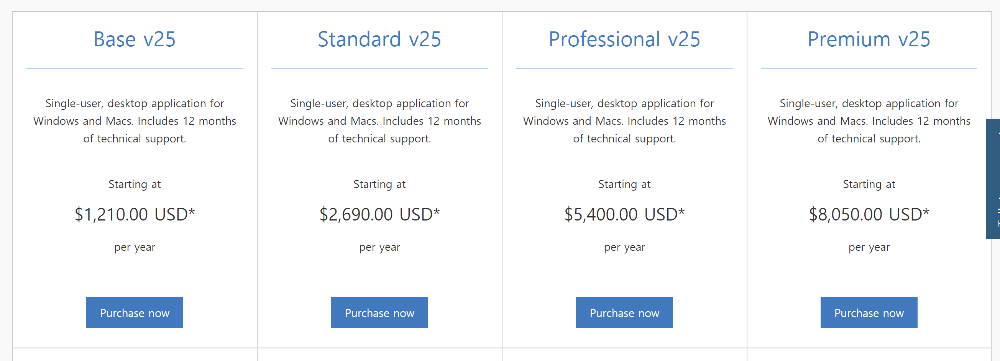 Base v25
Single-user, desktop application for
Windows and Macs. Includes 12 months
of technical support.
Starting at
$1,210.00 USD*
per year
Purchase now
Standard v25
Single-user, desktop application for
Windows and Macs. Includes 12 months
of technical support.
Starting at
$2,690.00 USD*
per year
Purchase now
Professional v25
Single-user, desktop application for
Windows and Macs. Includes 12 months
of technical support.
Starting at
$5,400.00 USD*
per year
Purchase now
Premium v25
Single-user, desktop application for
Windows and Macs. Includes 12 months
of technical support.
Starting at
$8,050.00 USD*
per year
Purchase now